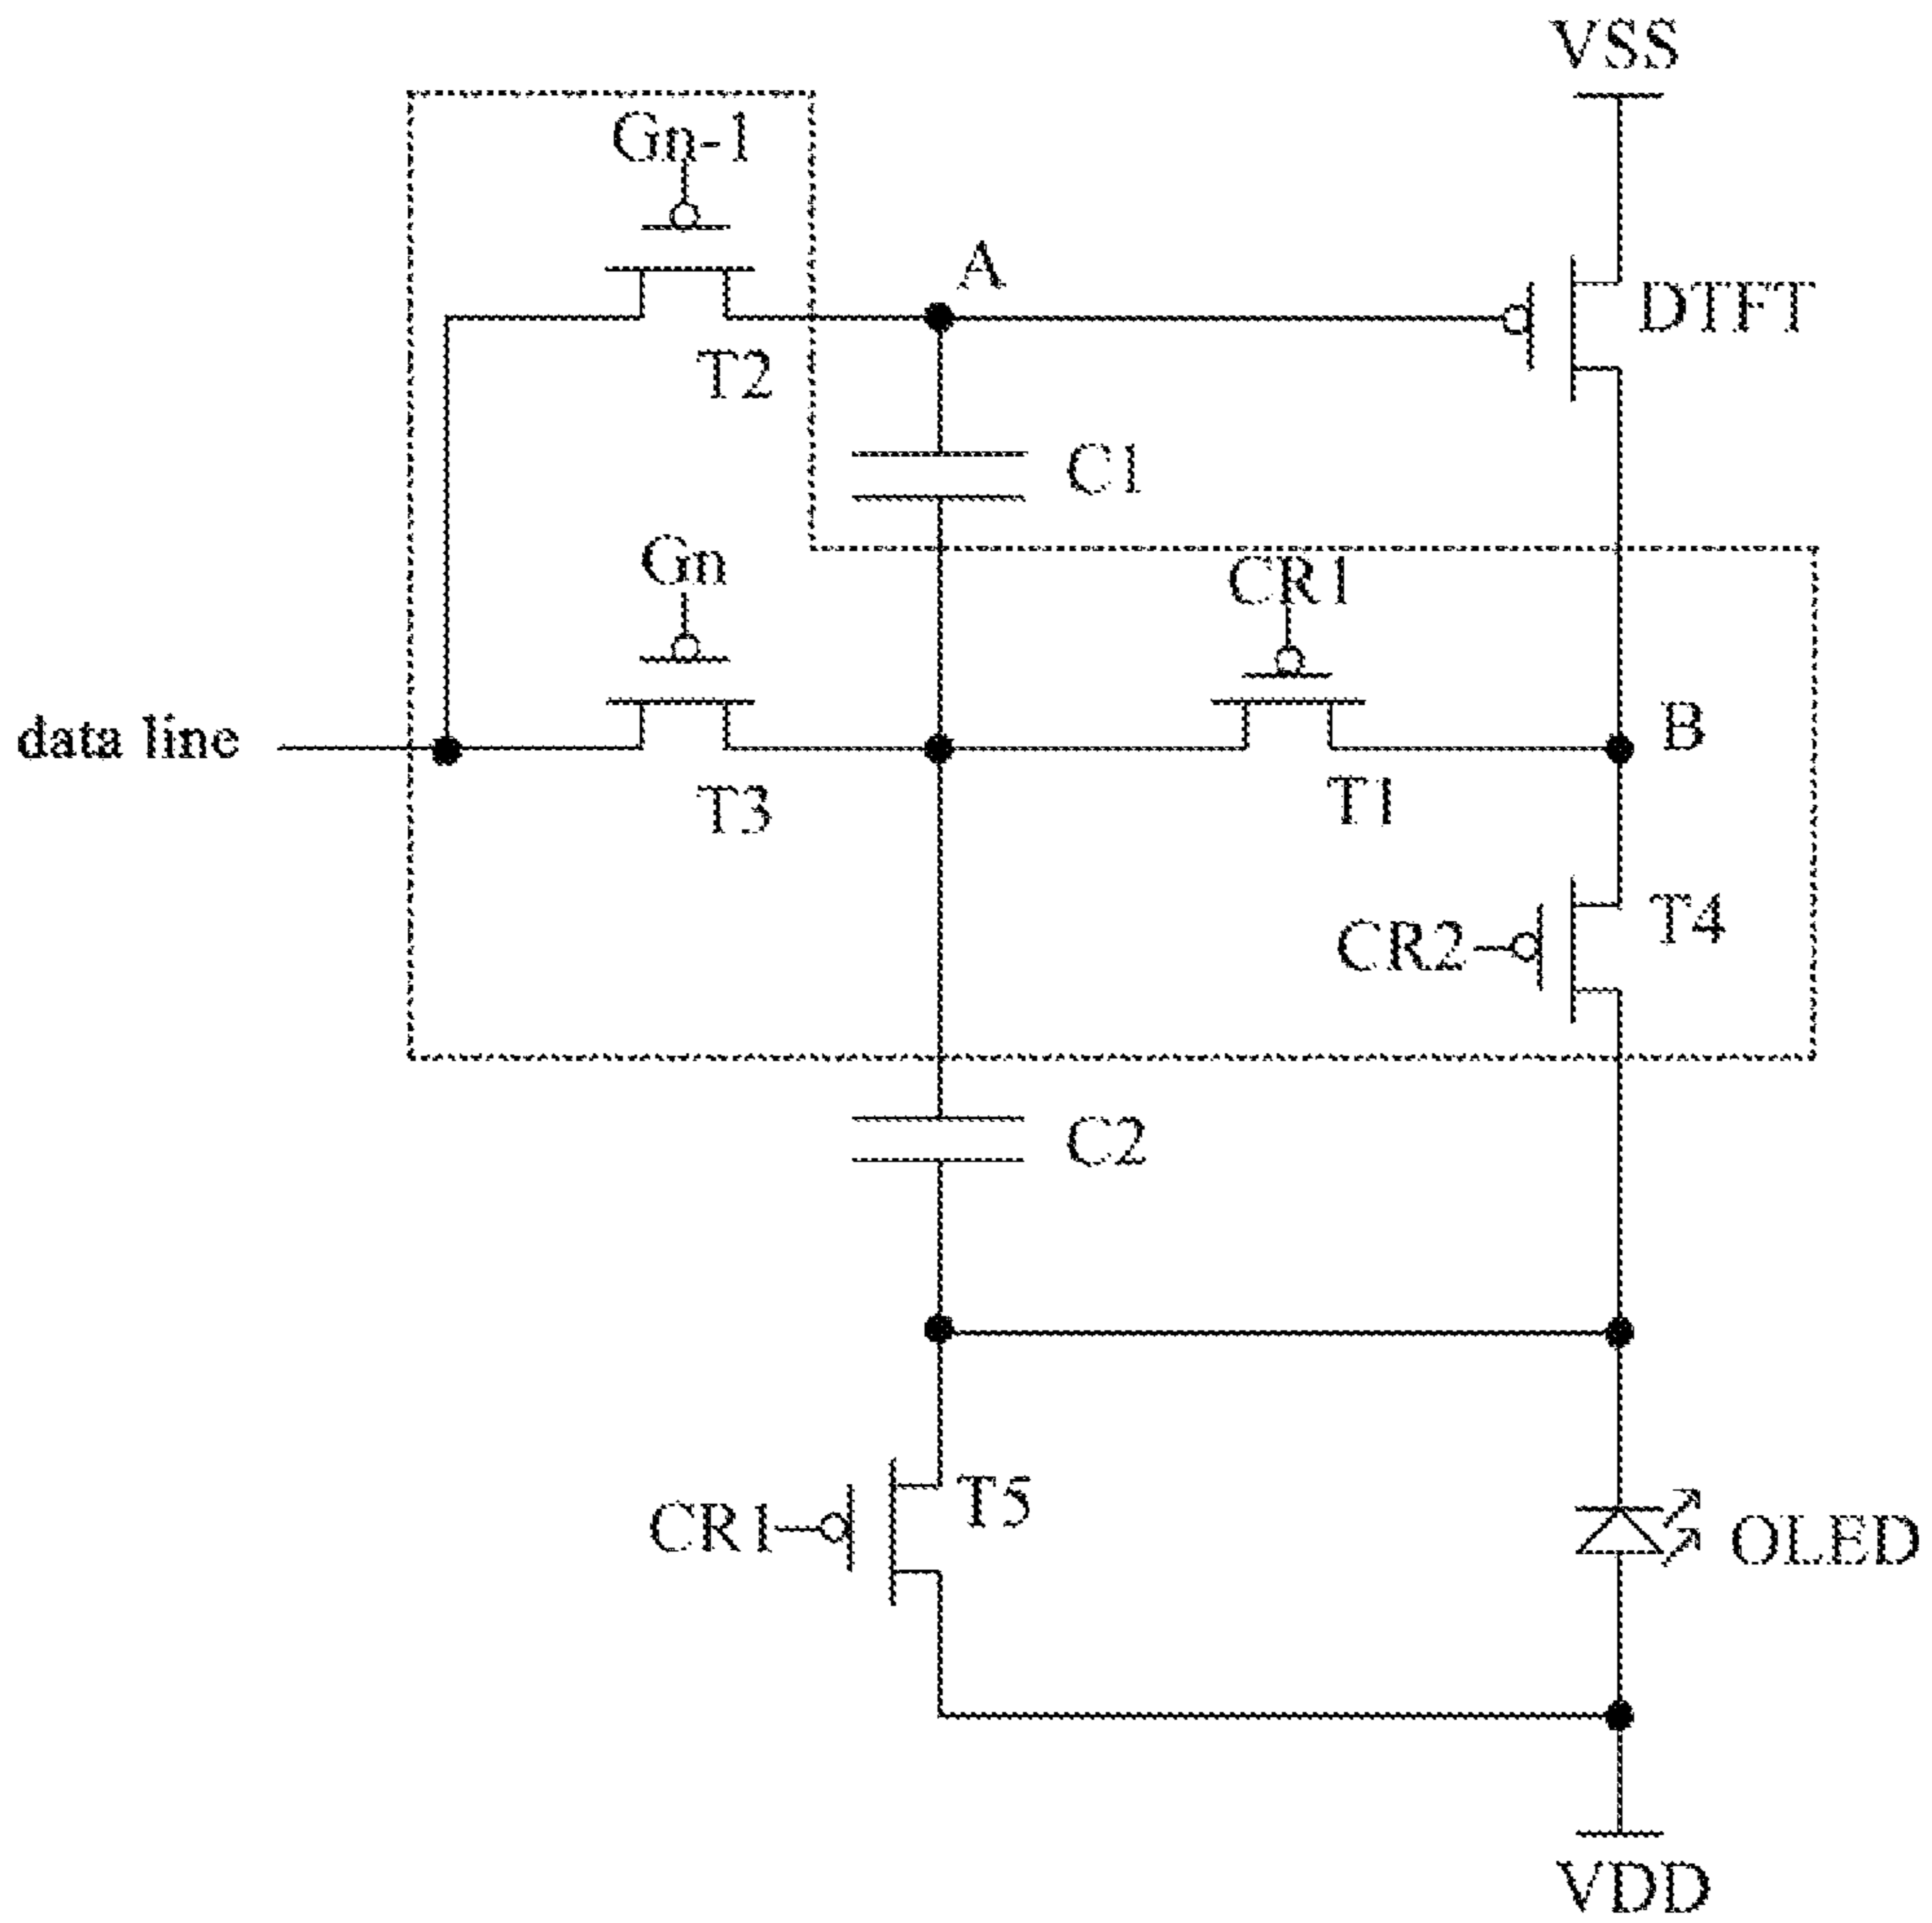 VSS
Gn-1
A
DTFT
T2
C1
Gn
CR1
data line
B
T3
T1
T4
CR2
C2
T5
CR1
OLED
VDD